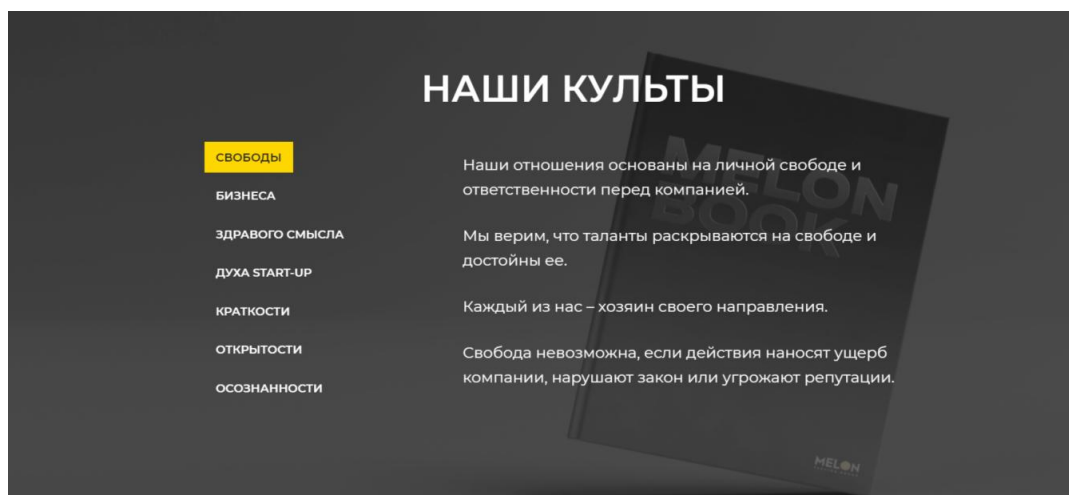 НАШИ КУЛЬТЫ
СВОБОДЫ
БИЗНЕСА
ЗДРАВОГО СМЫСЛА
ДУХА START-UP
КРАТКОСТИ
ОТКРЫТОСТИ
ОСОЗНАННОСТИ
Наши отношения основаны на личной свободе и
ответственности перед компанией.
Мы верим, что таланты раскрываются на свободе и
достойны ее.
Каждый из нас – хозяин своего направления.
Свобода невозможна, если действия наносят ущерб
компании, нарушают закон или угрожают репутации.
MELON
BOOK
MELON